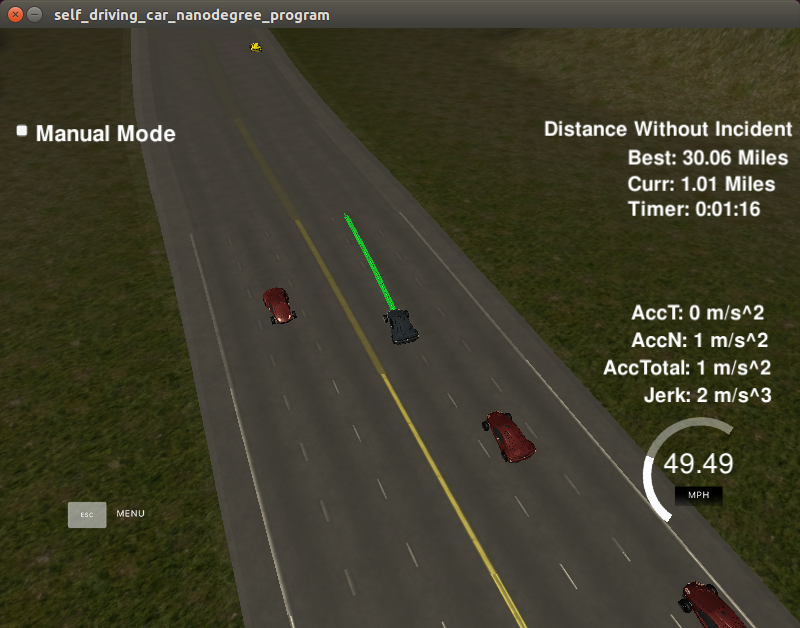 self_driving_car_nanodegree_program
Manual Mode
Distance Without Incident
Best: 30.06 Miles
Curr: 1.01 Miles
Timer: 0:01:16
AccT: 0 m/s^2
AccN: 1 m/s^2
AccTotal: 1 m/s^2
Jerk: 2 m/s^3
49.49
MPH
ESC MENU